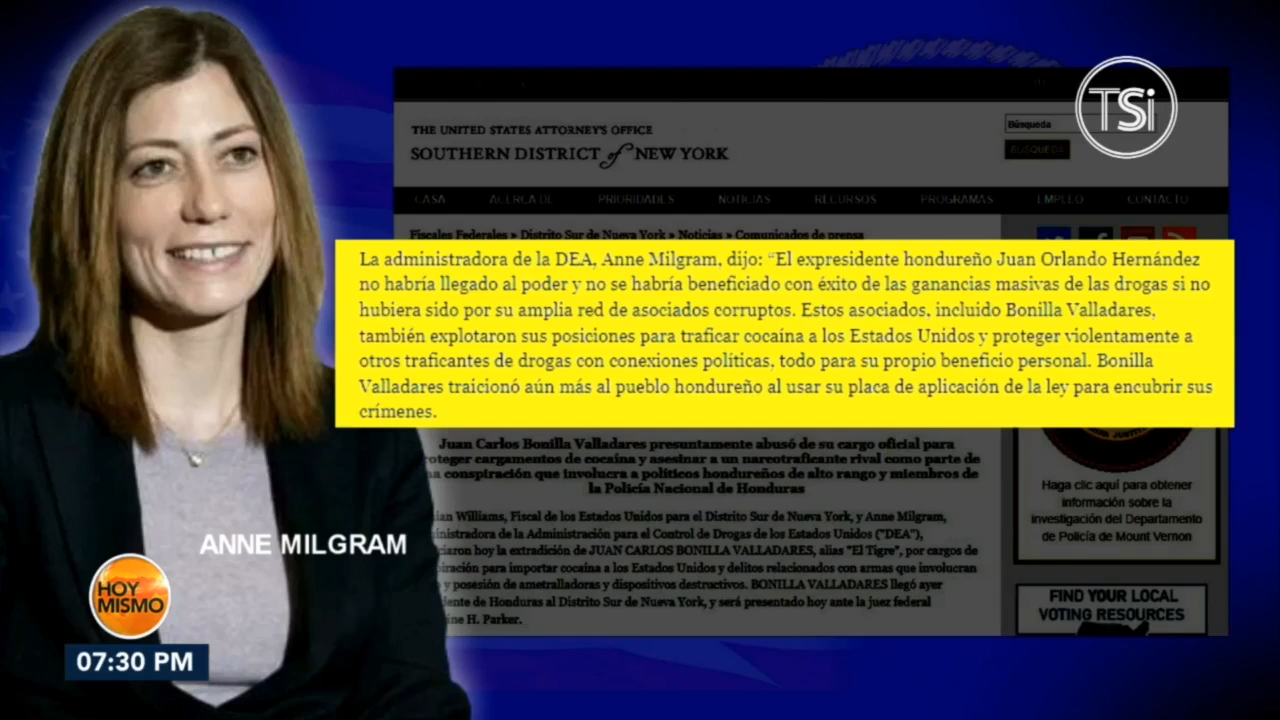 TSi
THE UNITED STATES ATTORNEY'S OFFICE
SOUTHERN DISTRICT of NEW YORK
Búsqueda
BUSQUEDA
CASA ACERCA DE PRIORIDADES NOTICIAS RECURSOS PROGRAMAS EMPLEO CONTACTO
Fiscales Federales » Distrito Sur de Nueva York » Noticias » Comunicados de prensa
La administradora de la DEA, Anne Milgram, dijo: “El expresidente hondureño Juan Orlando Hernández
no habría llegado al poder y no se habría beneficiado con éxito de las ganancias masivas de las drogas si no
hubiera sido por su amplia red de asociados corruptos. Estos asociados, incluido Bonilla Valladares,
también explotaron sus posiciones para traficar cocaína a los Estados Unidos y proteger violentamente a
otros traficantes de drogas con conexiones políticas, todo para su propio beneficio personal. Bonilla
Valladares traicionó aún más al pueblo hondureño al usar su placa de aplicación de la ley para encubrir sus
crímenes.
Juan Carlos Bonilla Valladares presuntamente abusó de su cargo oficial para
cargamentos de cocaína y asesinar a un narcotraficante rival como parte de
conspiración que involucra a políticos hondureños de alto rango y miembros de
la Policía Nacional de Honduras
Williams, Fiscal de los Estados Unidos para el Distrito Sur de Nueva York, y Anne Milgram,
de la Administración para el Control de Drogas de los Estados Unidos ("DEA"),
hoy la extradición de JUAN CARLOS BONILLA VALLADARES, alias "El Tigre", por cargos de
para importar cocaína a los Estados Unidos y delitos relacionados con armas que involucran
y posesión de ametralladoras y dispositivos destructivos. BONILLA VALLADARES llegó ayer
de Honduras al Distrito Sur de Nueva York, y será presentado hoy ante la juez federal
H. Parker.
Haga clic aquí para obtener
información sobre la
investigación del Departamento
de Policía de Mount Vernon
FIND YOUR LOCAL
VOTING RESOURCES
ANNE MILGRAM
HOY
MISMO
07:30 PM